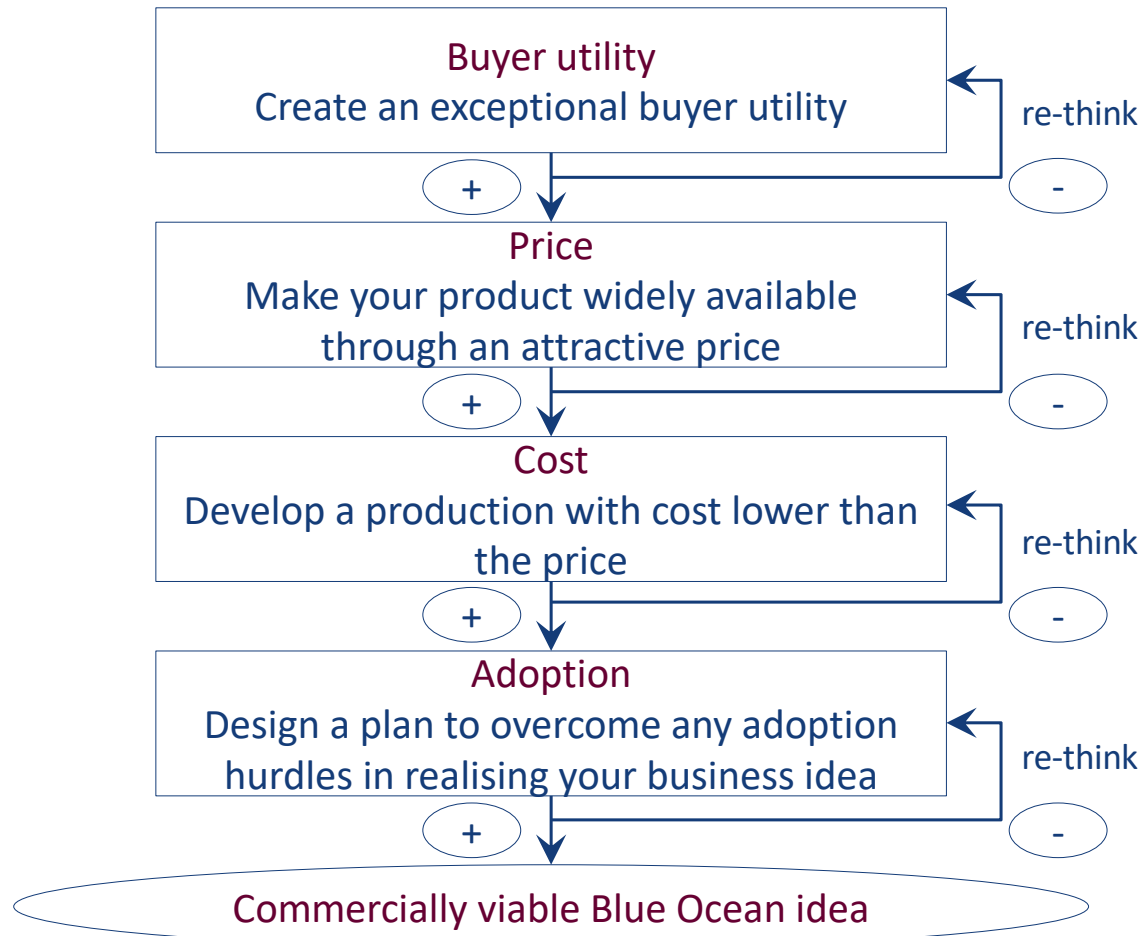 Buyer utility
Create an exceptional buyer utility
re-think
+
-
Price
Make your product widely available
through an attractive price
re-think
+
-
Cost
Develop a production with cost lower than
the price
re-think
+
-
Adoption
Design a plan to overcome any adoption
hurdles in realising your business idea
re-think
+
-
Commercially viable Blue Ocean idea